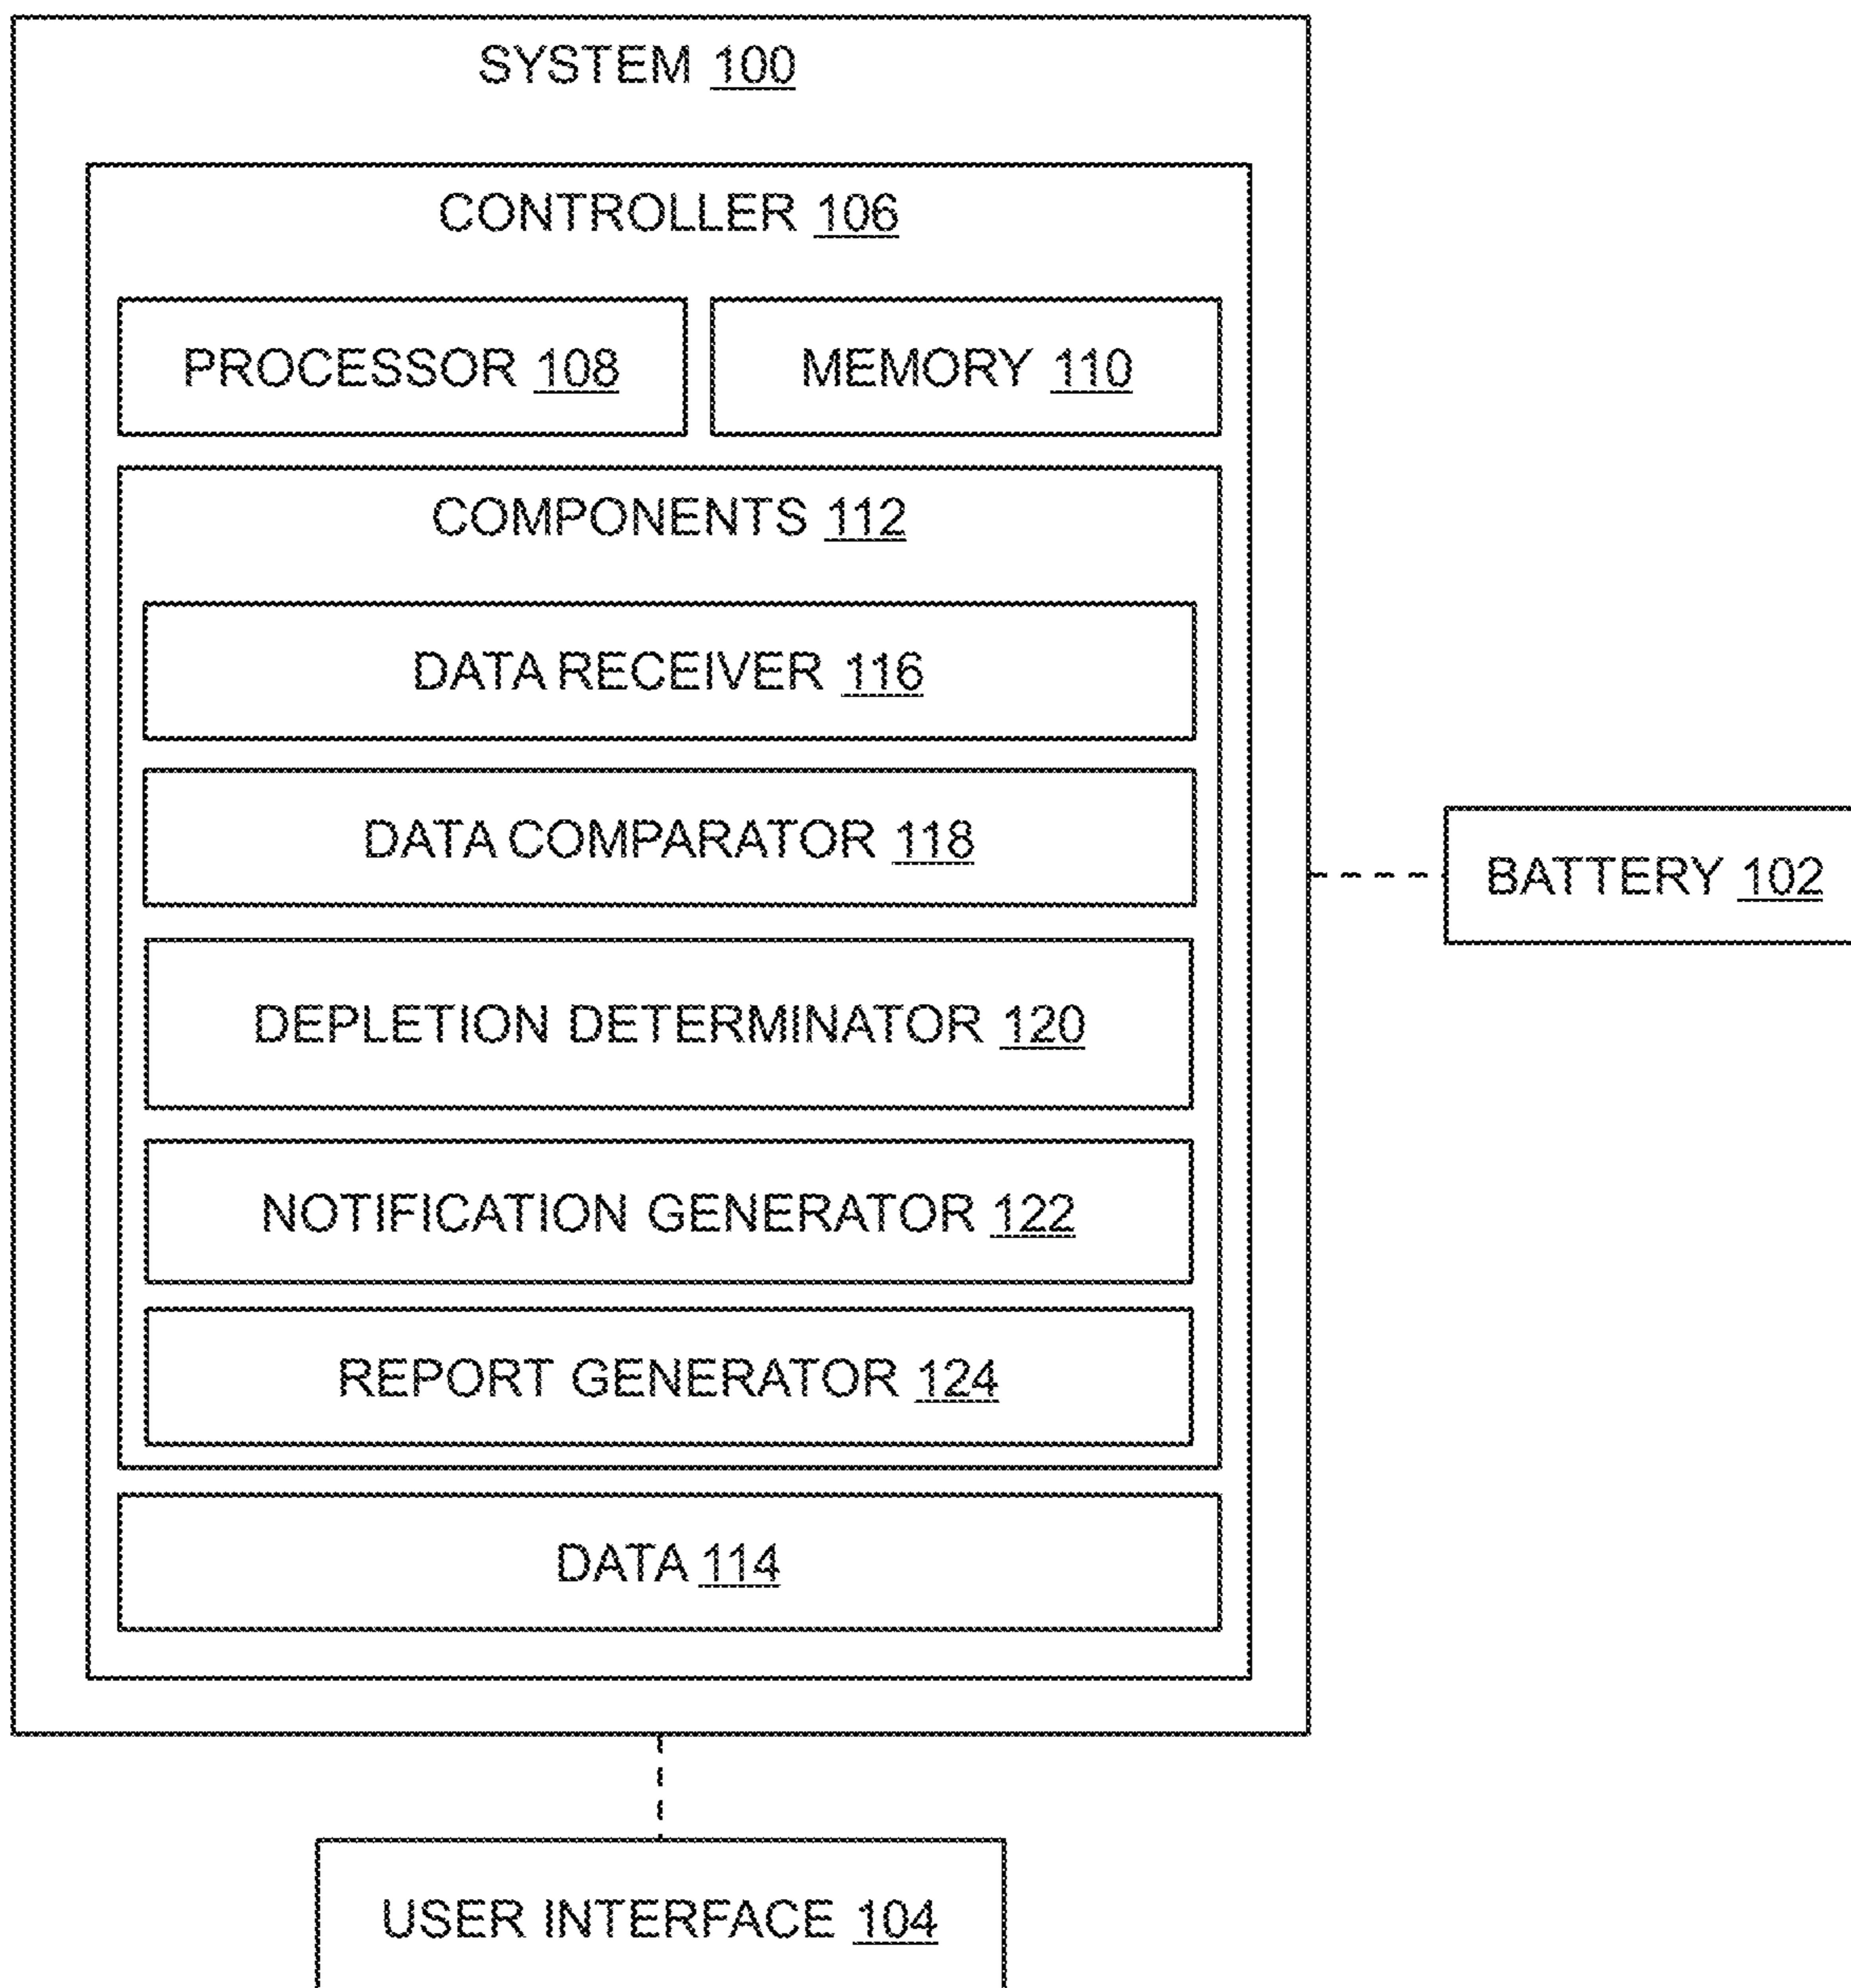 SYSTEM 100
CONTROLLER 106
PROCESSOR 108
MEMORY 110
COMPONENTS 112
DATA RECEIVER 116
DATA COMPARATOR 118
BATTERY 102
DEPLETION DETERMINATOR 120
NOTIFICATION GENERATOR 122
REPORT GENERATOR 124
DATA 114
USER INTERFACE 104